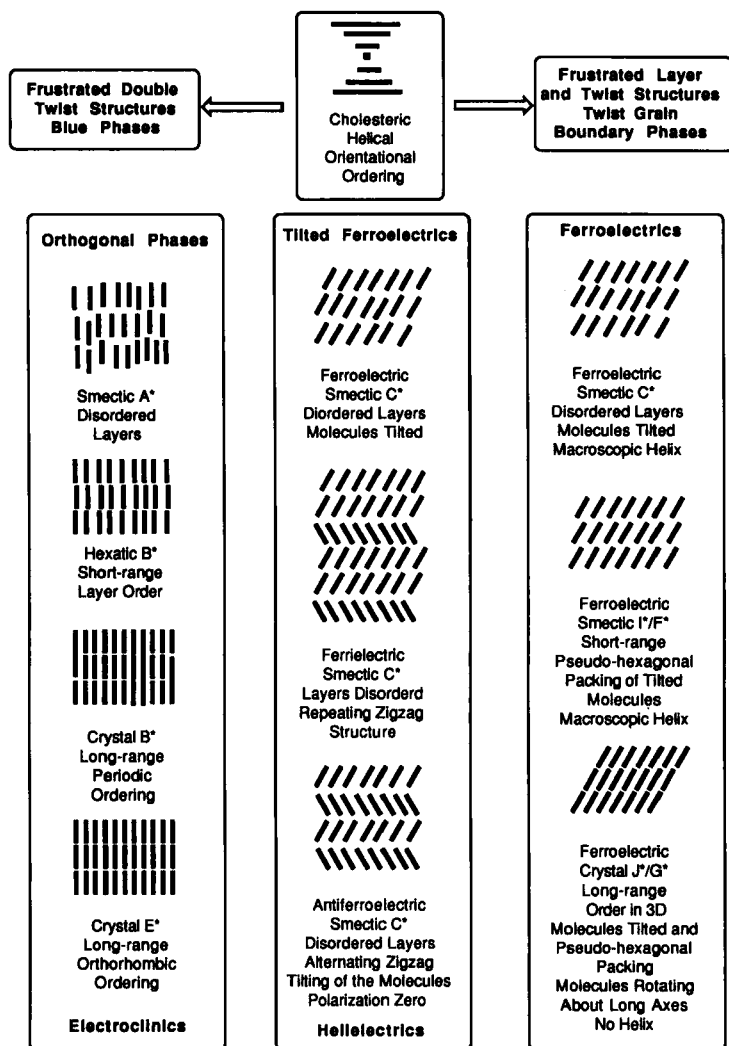 Frustrated Double
Twist Structures
Blue Phases
Cholesteric
Helical
Orientational
Ordering
Frustrated Layer
and Twist Structures
Twist Grain
Boundary Phases
Orthogonal Phases
Smectic A*
Disordered
Layers
Hexatic B*
Short-range
Layer Order
Crystal B*
Long-range
Periodic
Ordering
Crystal E*
Long-range
Orthorhombic
Ordering
Electroclinics
Tilted Ferroelectrics
Ferroelectric
Smectic C*
Diordered Layers
Molecules Tilted
Ferrielectric
Smectic C*
Layers Disorderd
Repeating Zigzag
Structure
Antiferroelectric
Smectic C*
Disordered Layers
Alternating Zigzag
Tilting of the Molecules
Polarization Zero
Helielectrics
Ferroelectrics
Ferroelectric
Smectic C*
Disordered Layers
Molecules Tilted
Macroscopic Helix
Ferroelectric
Smectic I*/F*
Short-range
Pseudo-hexagonal
Packing of Tilted
Molecules
Macroscopic Helix
Ferroelectric
Crystal J*/G*
Long-range
Order in 3D
Molecules Tilted and
Pseudo-hexagonal
Packing
Molecules Rotating
About Long Axes
No Helix